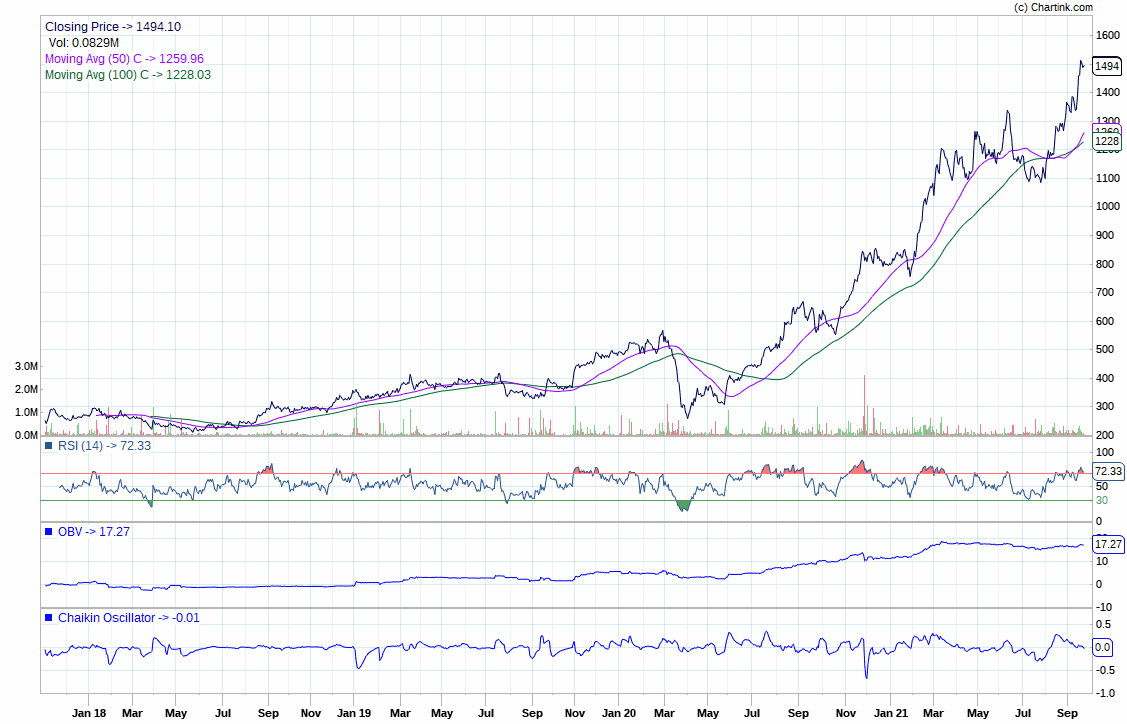 (c) Chartink.com
Closing Price -> 1494.10
Vol: 0.0829M
Moving Avg (50) C -> 1259.96
Moving Avg (100) C -> 1228.03
1600
1494
1400
1300
1260
1228
1200
1100
1000
900
800
700
600
500
400
300
200
3.0M
2.0M
1.0M
0.0M
RSI (14) -> 72.33
100
72.33
50
30
0
OBV -> 17.27
17.27
10
0
-10
Chaikin Oscillator -> -0.01
0.5
0.0
-0.5
-1.0
Jan 18 Mar May Jul Sep Nov Jan 19 Mar May Jul Sep Nov Jan 20 Mar May Jul Sep Nov Jan 21 Mar May Jul Sep